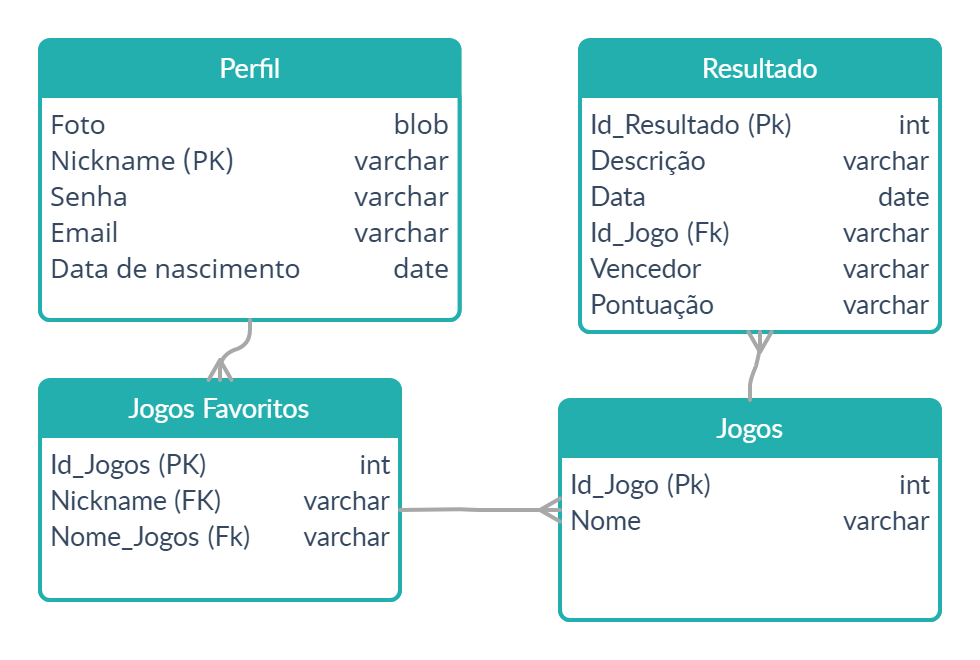 Perfil
Foto blob
Nickname (PK) varchar
Senha varchar
Email varchar
Data de nascimento date
Resultado
Id_Resultado (Pk) int
Descrição varchar
Data date
Id_Jogo (Fk) varchar
Vencedor varchar
Pontuação varchar
Jogos Favoritos
Id_Jogos (PK) int
Nickname (FK) varchar
Nome_Jogos (Fk) varchar
Jogos
Id_Jogo (Pk) int
Nome varchar